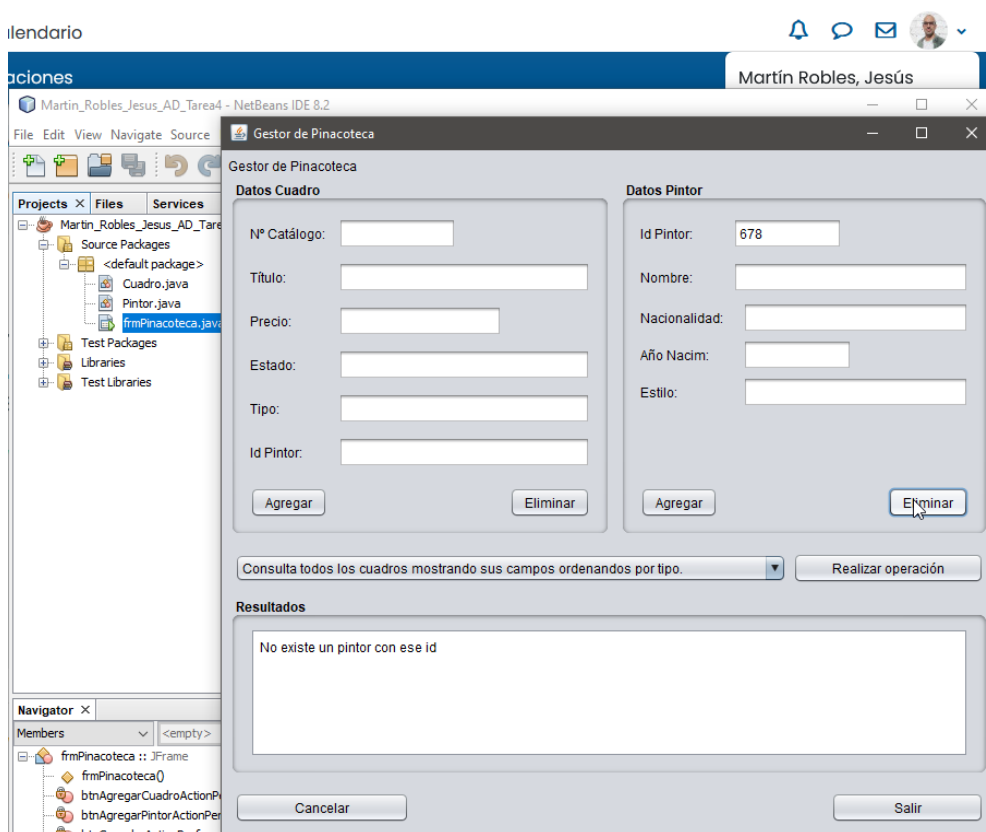 lendario
aciones
Martín Robles, Jesús
Martin_Robles_Jesus_AD_Tarea4 - NetBeans IDE 8.2
File Edit View Navigate Source
Gestor de Pinacoteca
Gestor de Pinacoteca
Projects Files Services
Martin_Robles_Jesus_AD_Tare
Source Packages
<default package>
Cuadro.java
Pintor.java
frmPinacoteca.java
Test Packages
Libraries
Test Libraries
Datos Cuadro
Nº Catálogo:
Título:
Precio:
Estado:
Tipo:
Id Pintor:
Agregar Eliminar
Datos Pintor
Id Pintor: 678
Nombre:
Nacionalidad:
Año Nacim:
Estilo:
Agregar Eliminar
Consulta todos los cuadros mostrando sus campos ordenandos por tipo. Realizar operación
Resultados
No existe un pintor con ese id
Navigator
Members <empty>
frmPinacoteca :: JFrame
frmPinacoteca()
btnAgregarCuadroActionP
btnAgregarPintorActionPer
Cancelar Salir